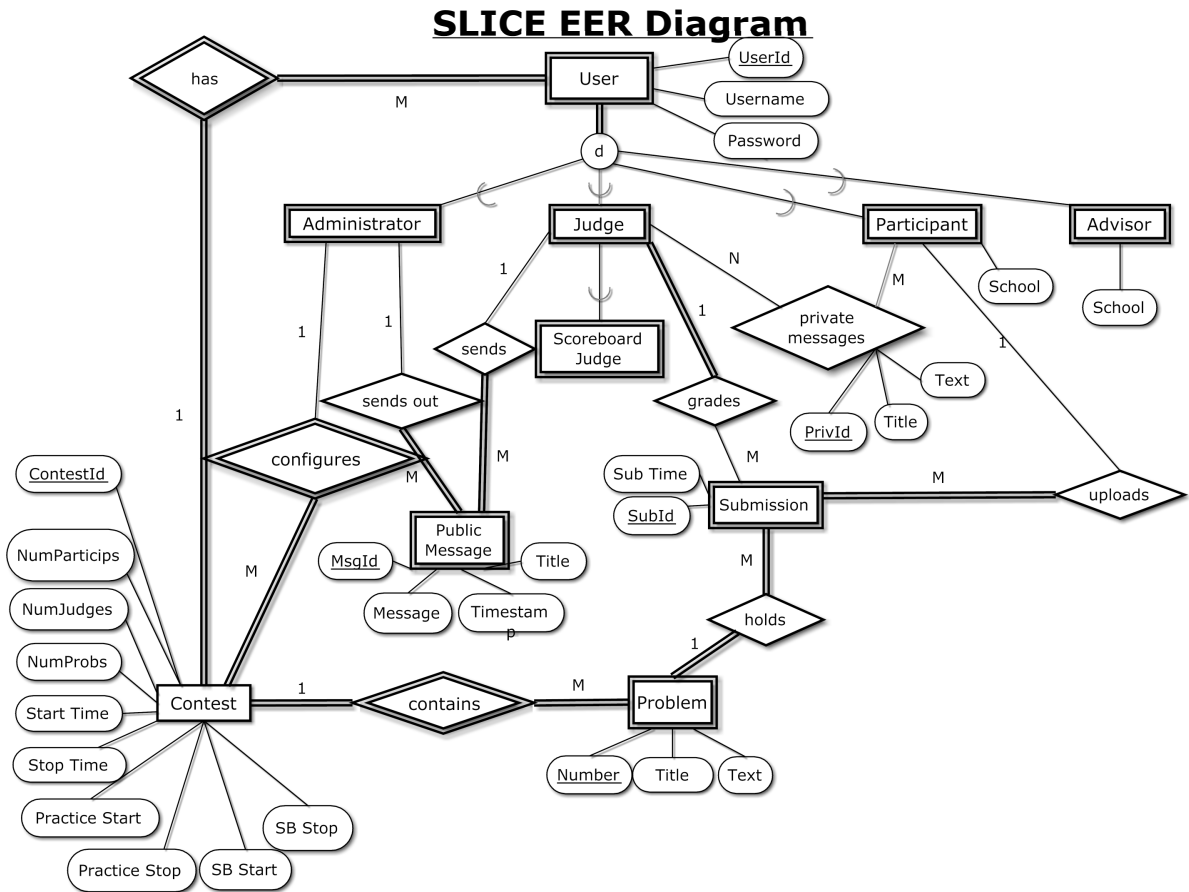 SLICE EER Diagram
has
User
UserId
Username
Password
M
d
Administrator
Judge
Participant
Advisor
1
N
M
School
School
1
1
1
1
sends
Scoreboard
Judge
private
messages
Text
Title
PrivId
sends out
grades
1
configures
M
M
M
M
ContestId
Sub Time
SubId
Submission
uploads
Public
Message
MsgId
Title
Message
Timestam
p
NumParticips
NumJudges
NumProbs
Start Time
Stop Time
Practice Start
Practice Stop
SB Start
SB Stop
M
M
holds
1
Contest
1
contains
M
Problem
Number
Title
Text